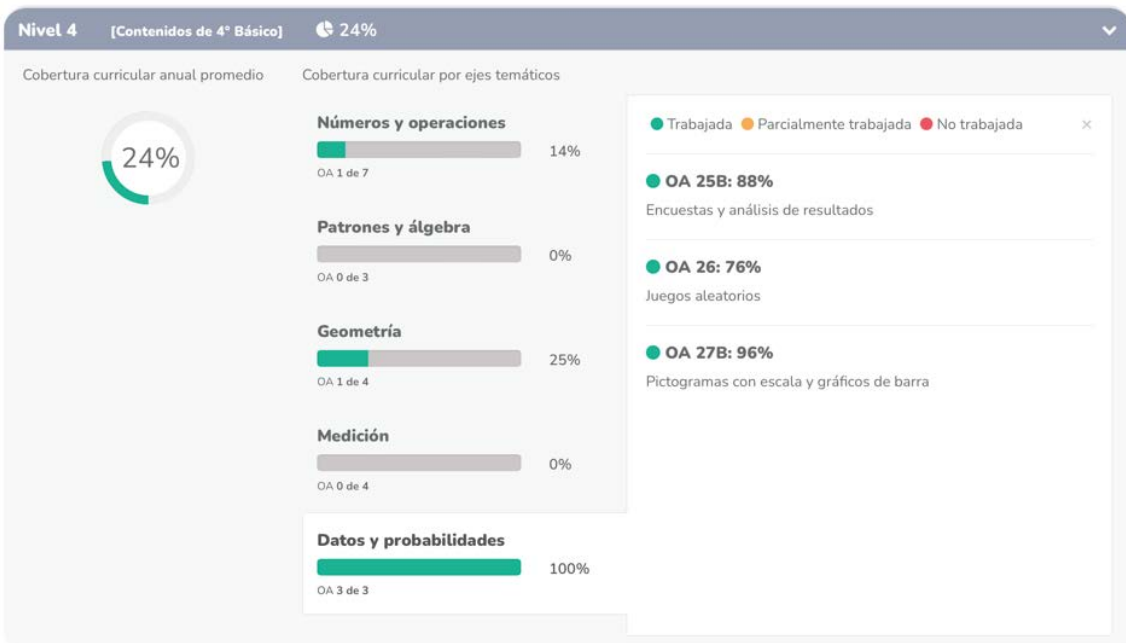 Nivel 4 [Contenidos de 4° Básico] 24%
Cobertura curricular anual promedio
24%
Cobertura curricular por ejes temáticos
Números y operaciones
14%
OA 1 de 7
Patrones y álgebra
0%
OA 0 de 3
Geometría
25%
OA 1 de 4
Medición
0%
OA 0 de 4
Datos y probabilidades
100%
OA 3 de 3
Trabajada Parcialmente trabajada No trabajada ×
OA 25B: 88%
Encuestas y análisis de resultados
OA 26: 76%
Juegos aleatorios
OA 27B: 96%
Pictogramas con escala y gráficos de barra